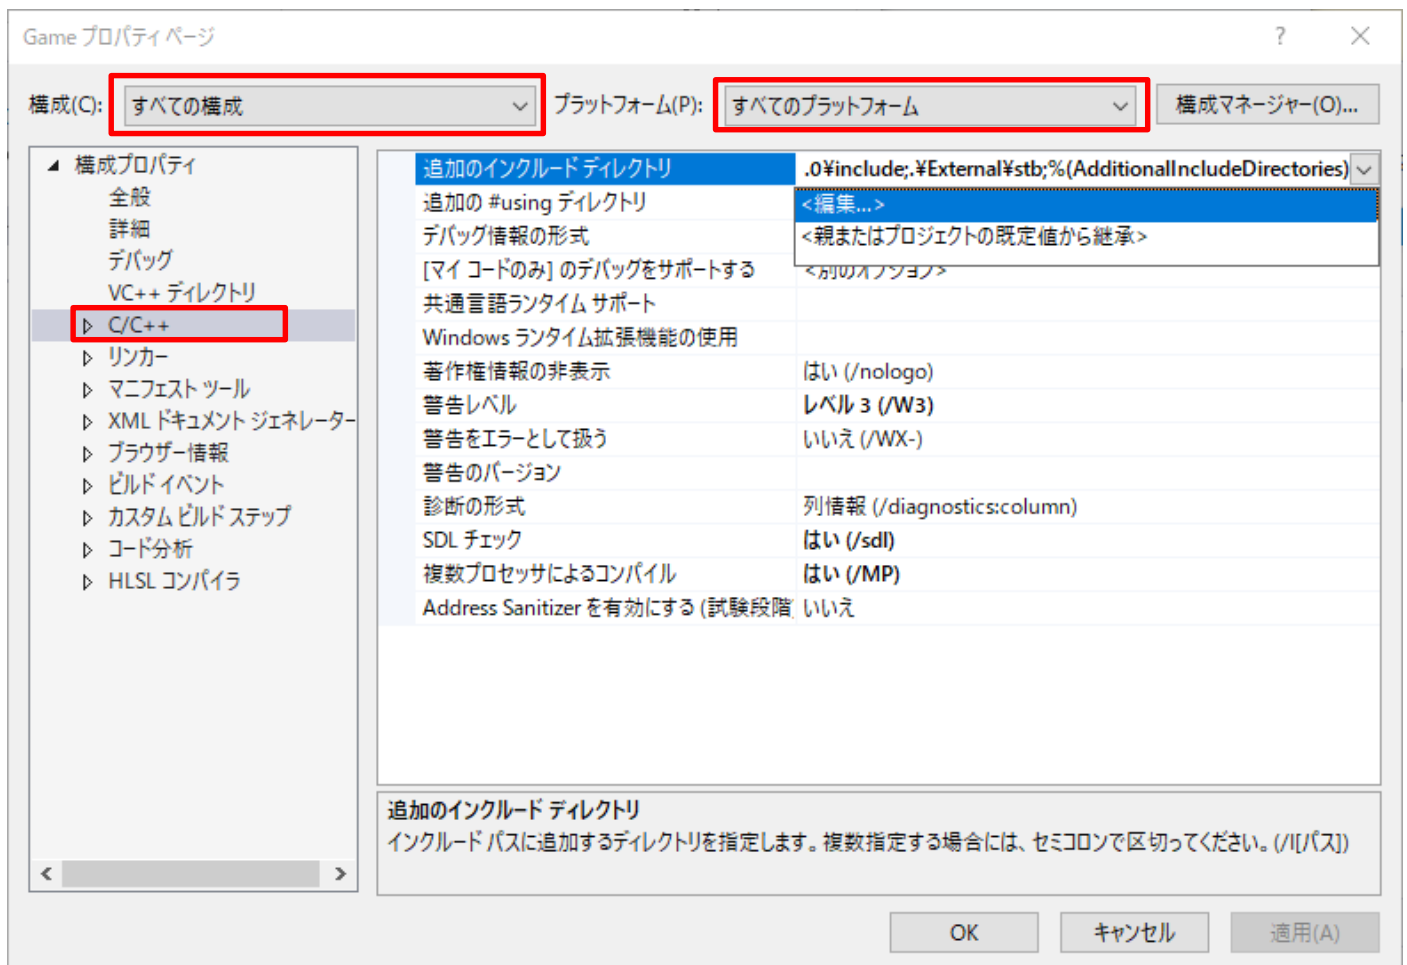 Game プロパティ ページ
構成(C): すべての構成 プラットフォーム(P): すべてのプラットフォーム 構成マネージャー(O)...
構成プロパティ
全般
詳細
デバッグ
VC++ ディレクトリ
C/C++
リンカー
マニフェスト ツール
XML ドキュメント ジェネレーター
ブラウザー情報
ビルド イベント
カスタム ビルド ステップ
コード分析
HLSL コンパイラ
追加のインクルード ディレクトリ .0¥include;.¥External¥stb;%(AdditionalIncludeDirectories)
追加の #using ディレクトリ <編集...>
デバッグ情報の形式 <親またはプロジェクトの既定値から継承>
[マイ コードのみ] のデバッグをサポートする <別のオプション>
共通言語ランタイム サポート
Windows ランタイム拡張機能の使用
著作権情報の非表示 はい (/nologo)
警告レベル レベル 3 (/W3)
警告をエラーとして扱う いいえ (/WX-)
警告のバージョン
診断の形式 列情報 (/diagnostics:column)
SDL チェック はい (/sdl)
複数プロセッサによるコンパイル はい (/MP)
Address Sanitizer を有効にする (試験段階) いいえ
追加のインクルード ディレクトリ
インクルード パスに追加するディレクトリを指定します。複数指定する場合には、セミコロンで区切ってください。(/I[パス])
OK キャンセル 適用(A)